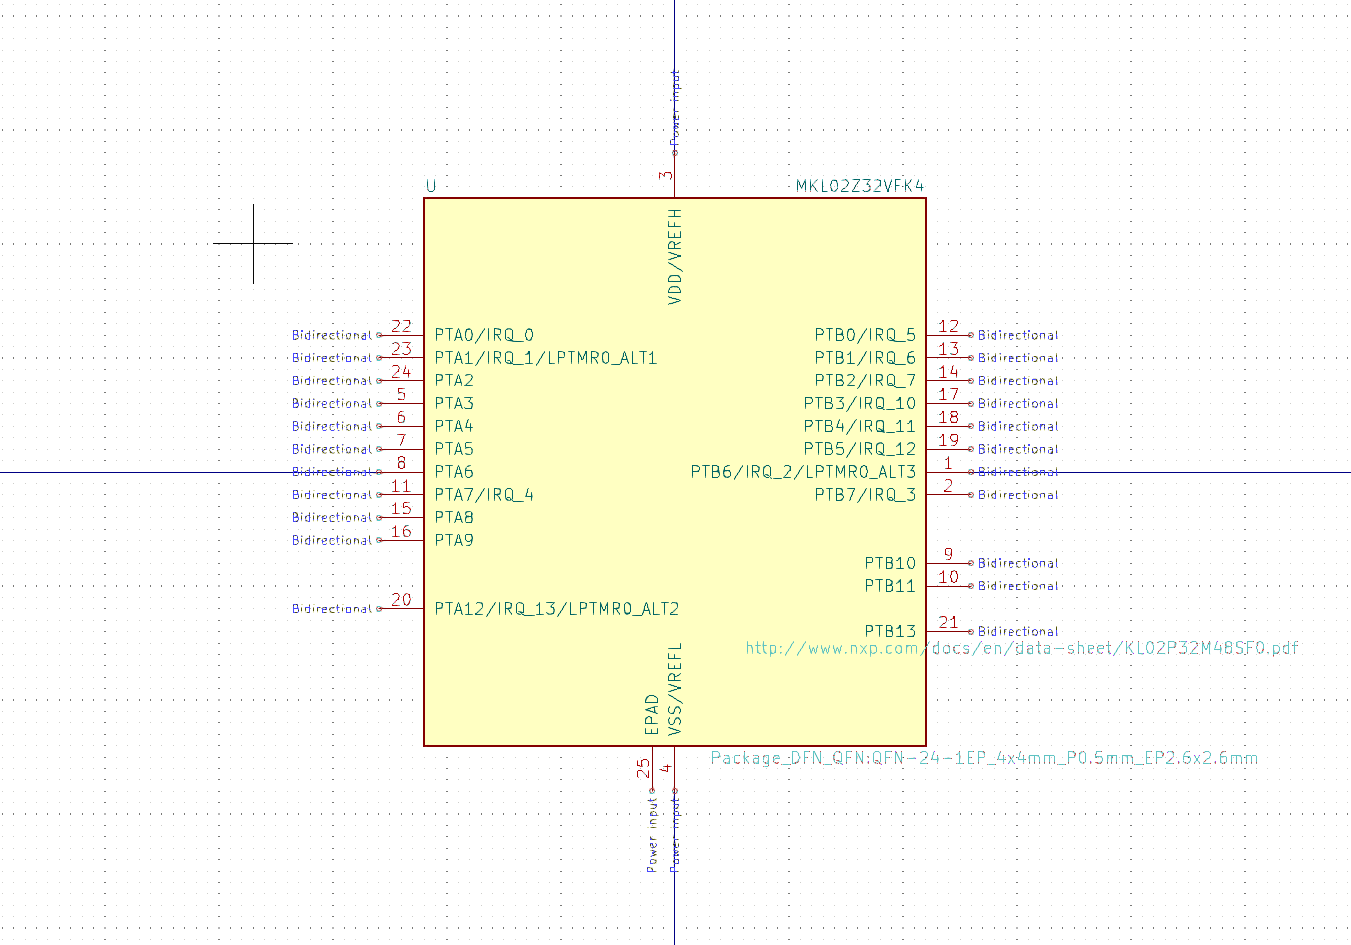 Power input
3
U MKL02Z32VFK4
VDD/VREFH
Bidirectional 22 PTA0/IRQ_0 PTB0/IRQ_5 12 Bidirectional
Bidirectional 23 PTA1/IRQ_1/LPTMR0_ALT1 PTB1/IRQ_6 13 Bidirectional
Bidirectional 24 PTA2 PTB2/IRQ_7 14 Bidirectional
Bidirectional 5 PTA3 PTB3/IRQ_10 17 Bidirectional
Bidirectional 6 PTA4 PTB4/IRQ_11 18 Bidirectional
Bidirectional 7 PTA5 PTB5/IRQ_12 19 Bidirectional
Bidirectional 8 PTA6 PTB6/IRQ_2/LPTMR0_ALT3 1 Bidirectional
Bidirectional 11 PTA7/IRQ_4 PTB7/IRQ_3 2 Bidirectional
Bidirectional 15 PTA8
Bidirectional 16 PTA9
PTB10 9 Bidirectional
PTB11 10 Bidirectional
Bidirectional 20 PTA12/IRQ_13/LPTMR0_ALT2
PTB13 21 Bidirectional
http://www.nxp.com/docs/en/data-sheet/KL02P32M48SF0.pdf
EPAD
VSS/VREFL
Package_DFN_QFN:QFN-24-1EP_4x4mm_P0.5mm_EP2.6x2.6mm
25
4
Power input
Power input